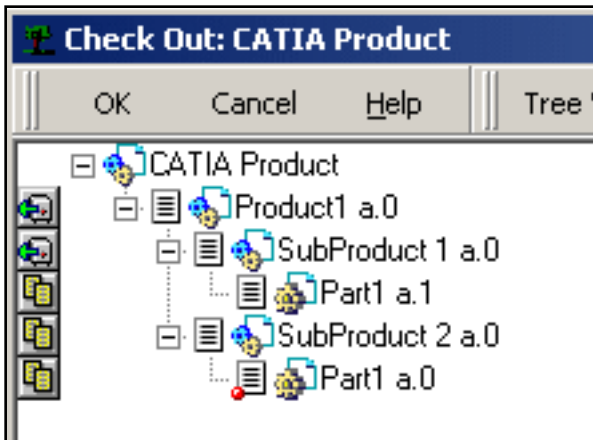 Check Out: CATIA Product
OK Cancel Help Tree
CATIA Product
Product1 a.0
SubProduct 1 a.0
Part1 a.1
SubProduct 2 a.0
Part1 a.0